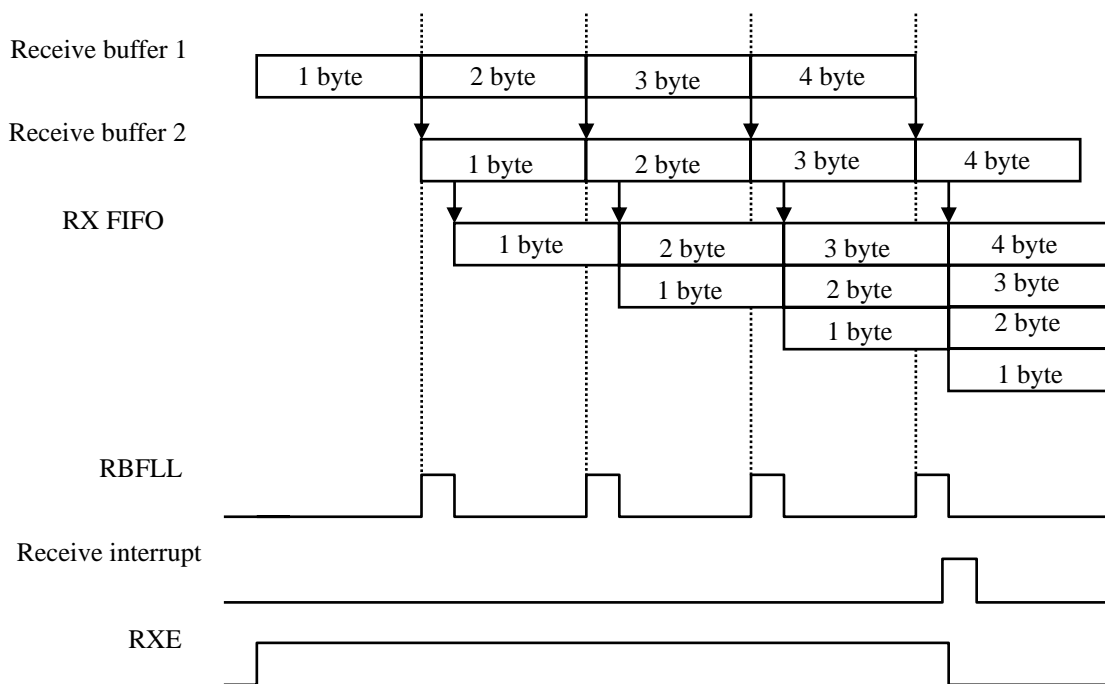 Receive buffer 1
1 byte 2 byte 3 byte 4 byte
Receive buffer 2
1 byte 2 byte 3 byte 4 byte
RX FIFO
1 byte 2 byte 3 byte 4 byte
1 byte 2 byte 3 byte
1 byte 2 byte
1 byte
RBFLL
Receive interrupt
RXE